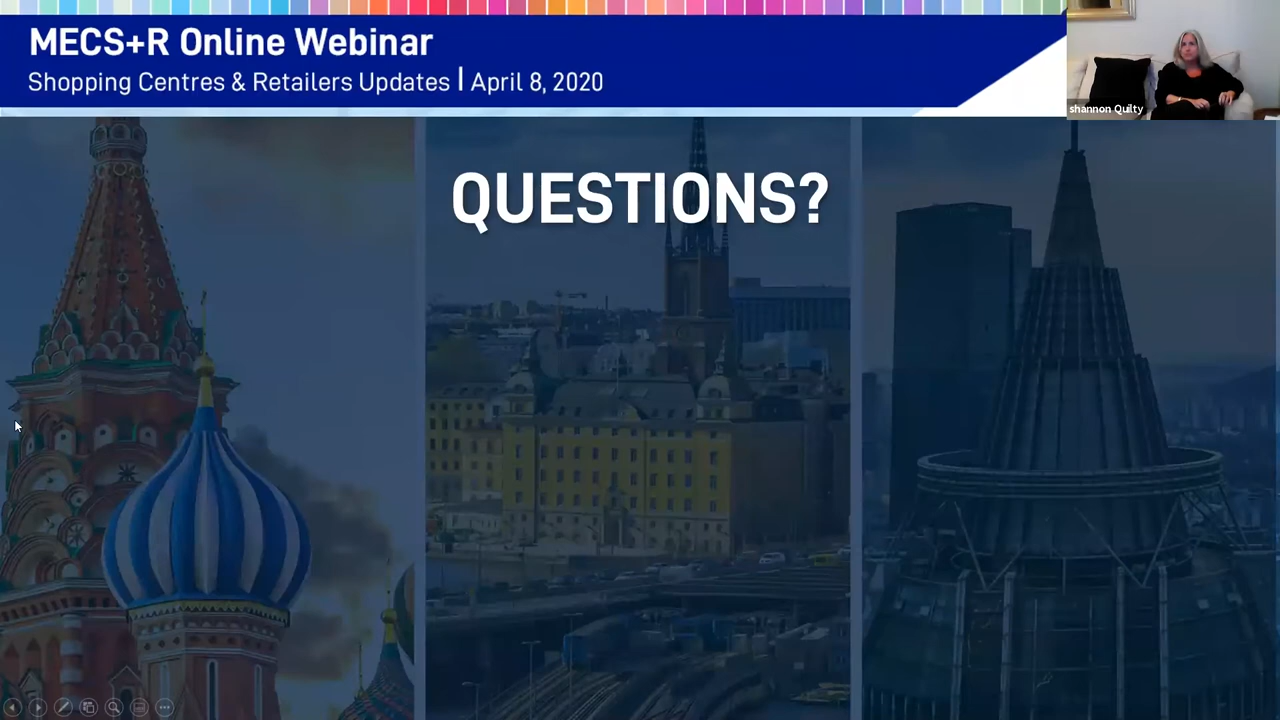 MECS+R Online Webinar
Shopping Centres & Retailers Updates | April 8, 2020
shannon Quilty
QUESTIONS?